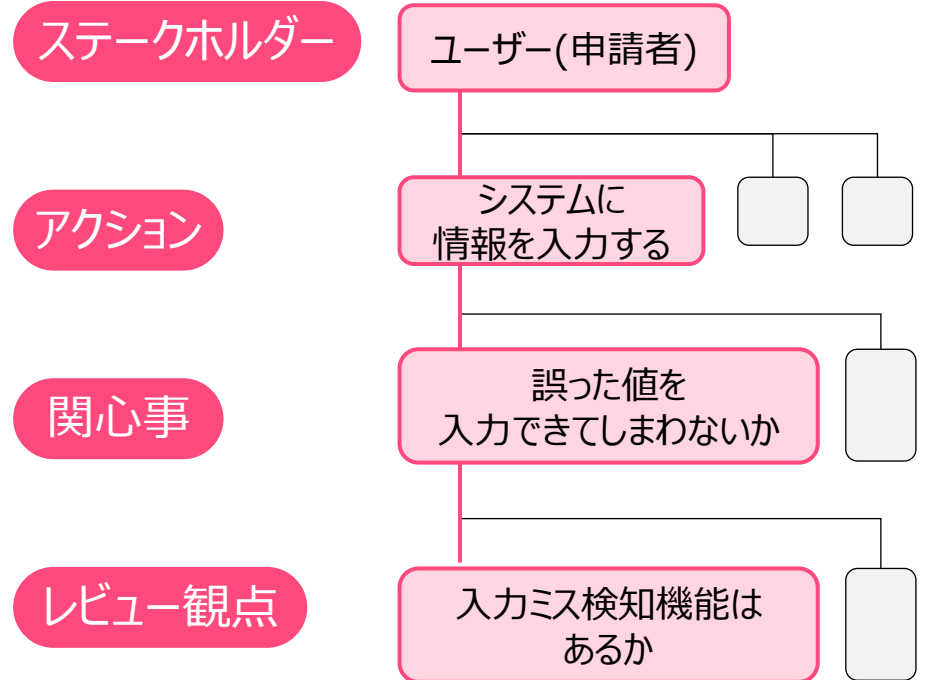 ステークホルダー
ユーザー(申請者)
アクション
システムに
情報を入力する
関心事
誤った値を
入力できてしまわないか
レビュー観点
入力ミス検知機能は
あるか